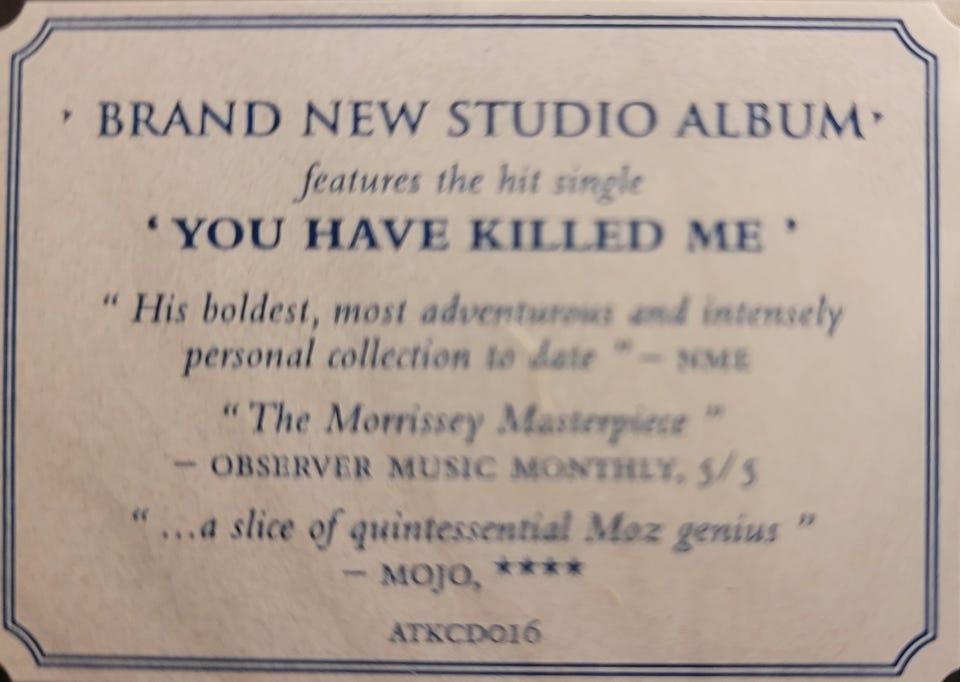 · BRAND NEW STUDIO ALBUM·
features the hit single
‘ YOU HAVE KILLED ME ’
“ His boldest, most adventurous and intensely
personal collection to date ” – NME
“ The Morrissey Masterpiece ”
– OBSERVER MUSIC MONTHLY, 5/5
“ ...a slice of quintessential Moz genius ”
– MOJO, ★★★★
ATKCD016